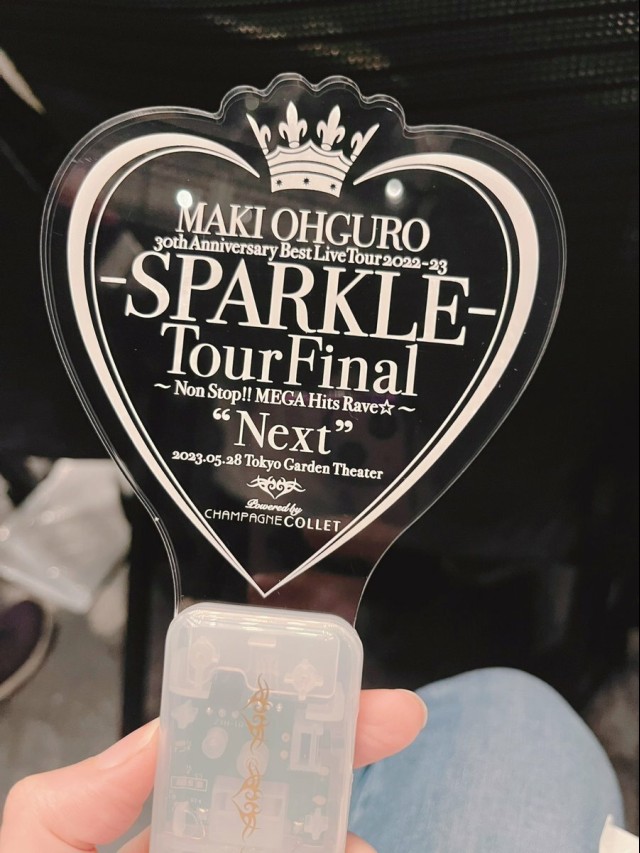 MAKI OHGURO
30th Anniversary Best Live Tour 2022-23
-SPARKLE-
Tour Final
~ Non Stop!! MEGA Hits Rave☆ ~
“Next”
2023.05.28 Tokyo Garden Theater
Powered by
CHAMPAGNE COLLET